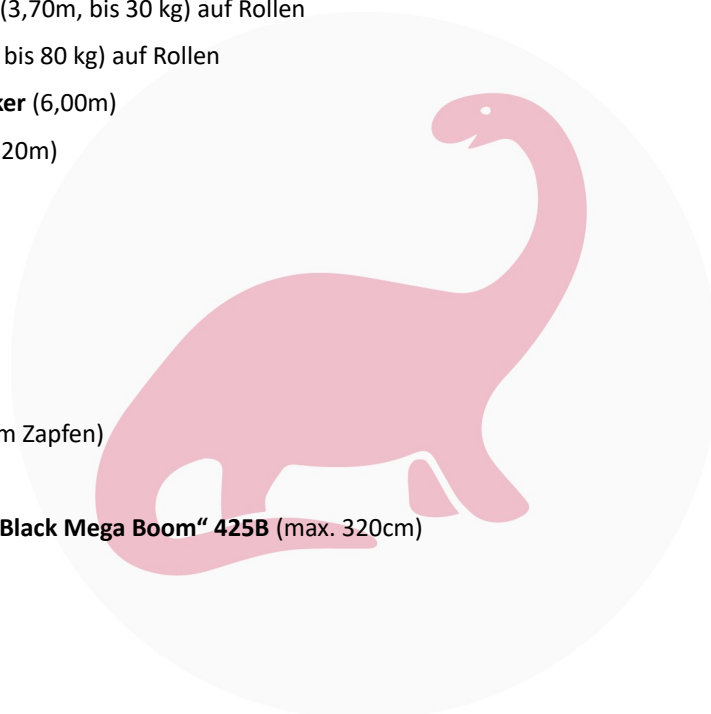 (3,70m, bis 30 kg) auf Rollen
bis 80 kg) auf Rollen
ker (6,00m)
20m)
m Zapfen)
Black Mega Boom“ 425B (max. 320cm)